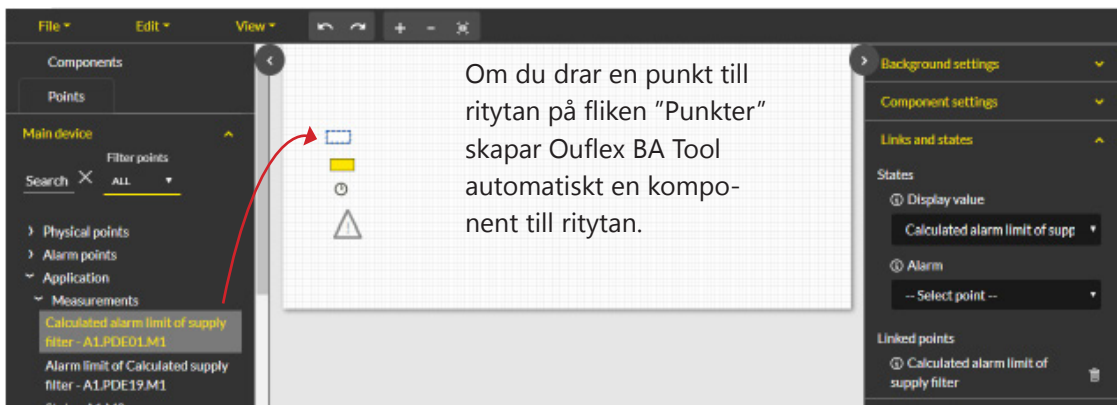 File Edit View + -
Components
Points
Main device
Filter points
Search ALL
Physical points
Alarm points
Application
Measurements
Calculated alarm limit of supply
filter - A1.PDE01.M1
Alarm limit of Calculated supply
filter - A1.PDE19.M1
Om du drar en punkt till
ritytan på fliken ”Punkter”
skapar Ouflex BA Tool
automatiskt en kompo-
nent till ritytan.
Background settings
Component settings
Links and states
States
Display value
Calculated alarm limit of supp
Alarm
-- Select point --
Linked points
Calculated alarm limit of
supply filter